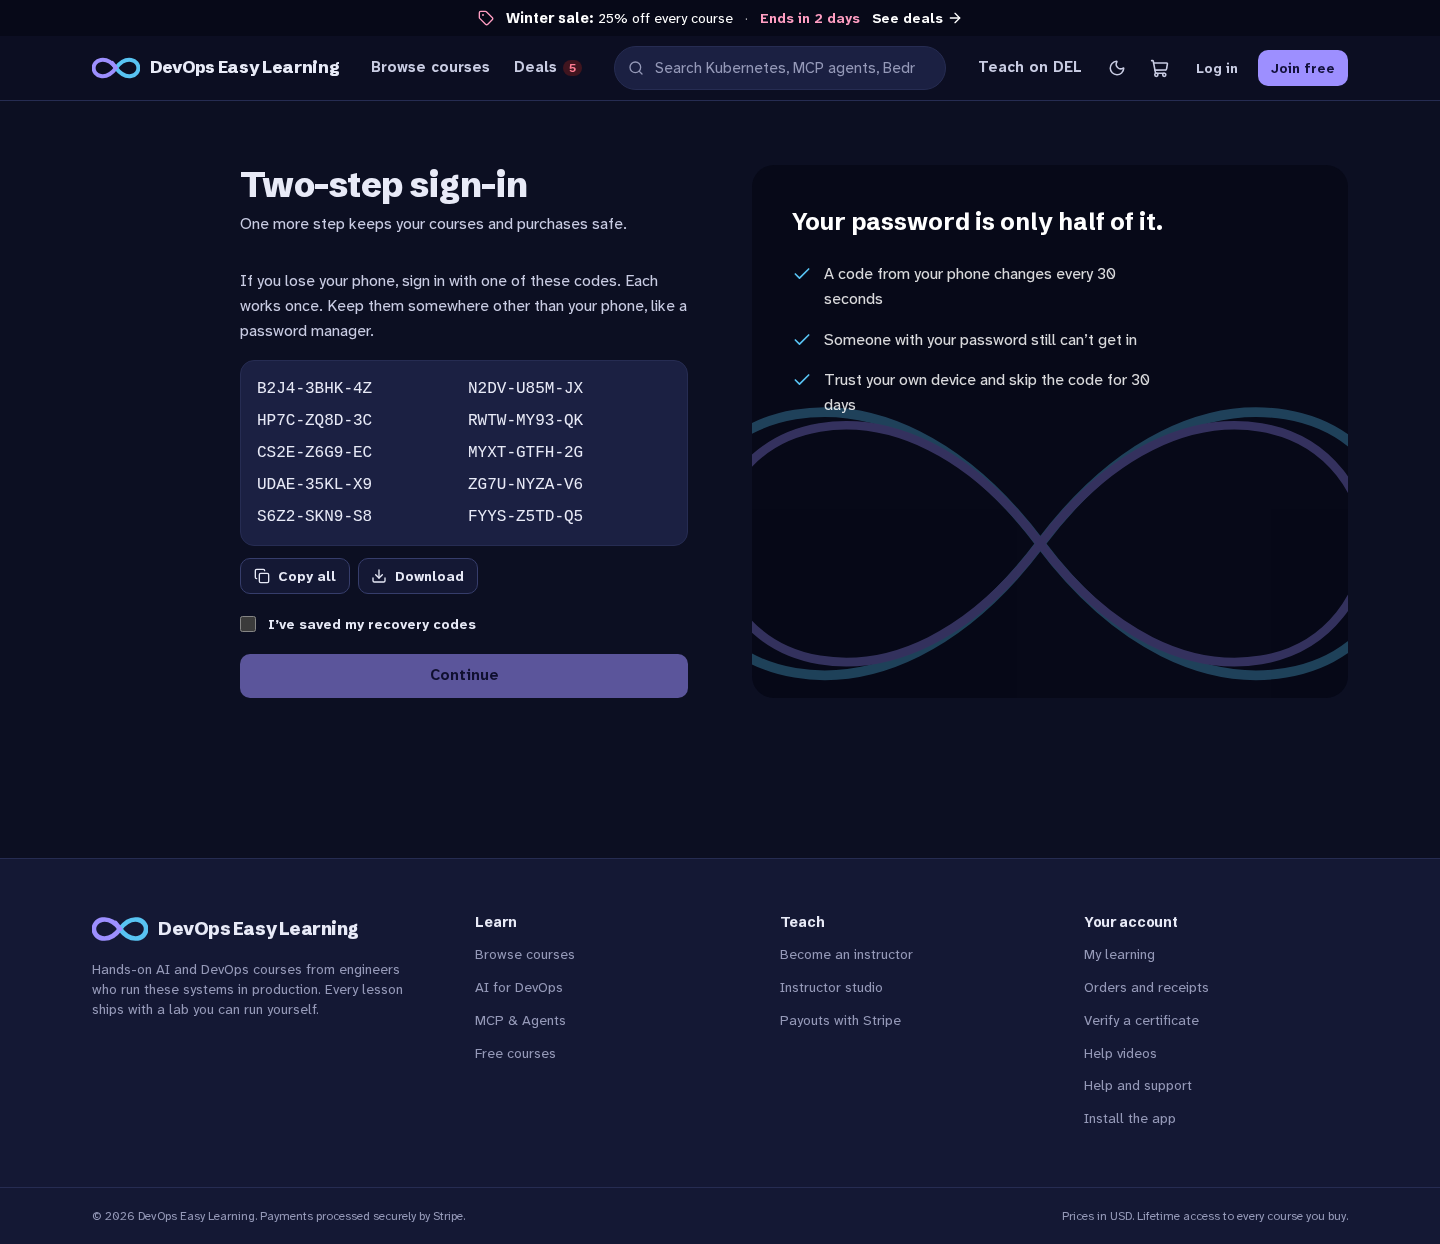 Winter sale: 25% off every course · Ends in 2 days See deals →
DevOps Easy Learning
Browse courses
Deals 5
Search Kubernetes, MCP agents, Bedr
Teach on DEL
Log in
Join free
Two-step sign-in
One more step keeps your courses and purchases safe.
If you lose your phone, sign in with one of these codes. Each
works once. Keep them somewhere other than your phone, like a
password manager.
B2J4-3BHK-4Z N2DV-U85M-JX
HP7C-ZQ8D-3C RWTW-MY93-QK
CS2E-Z6G9-EC MYXT-GTFH-2G
UDAE-35KL-X9 ZG7U-NYZA-V6
S6Z2-SKN9-S8 FYYS-Z5TD-Q5
Copy all
Download
I’ve saved my recovery codes
Continue
Your password is only half of it.
A code from your phone changes every 30
seconds
Someone with your password still can’t get in
Trust your own device and skip the code for 30
days
DevOps Easy Learning
Hands-on AI and DevOps courses from engineers
who run these systems in production. Every lesson
ships with a lab you can run yourself.
Learn
Browse courses
AI for DevOps
MCP & Agents
Free courses
Teach
Become an instructor
Instructor studio
Payouts with Stripe
Your account
My learning
Orders and receipts
Verify a certificate
Help videos
Help and support
Install the app
© 2026 DevOps Easy Learning. Payments processed securely by Stripe.
Prices in USD. Lifetime access to every course you buy.